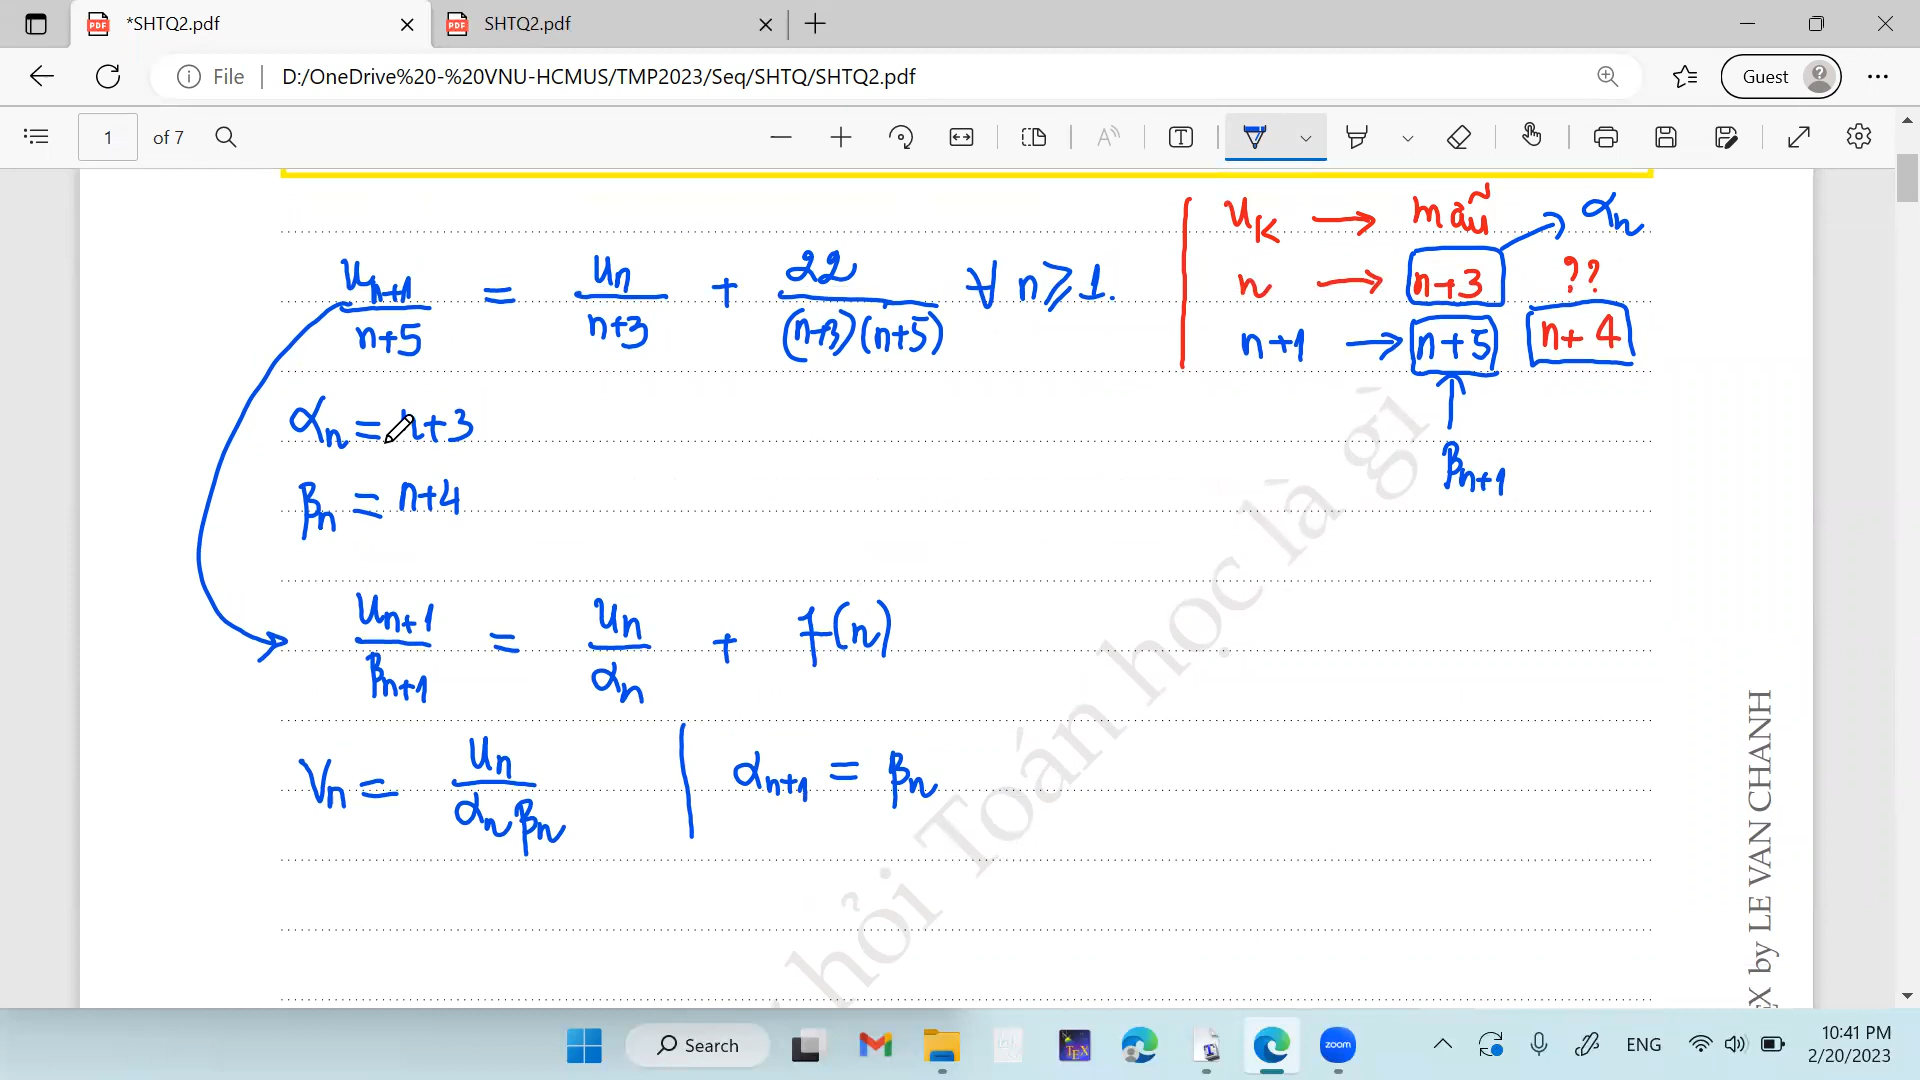 *SHTQ2.pdf
SHTQ2.pdf
File D:/OneDrive%20-%20VNU-HCMUS/TMP2023/Seq/SHTQ/SHTQ2.pdf
Guest
1 of 7
u_{n+1}/(n+5) = u_n/(n+3) + 22/((n+3)(n+5)) ∀ n ⩾ 1.
u_k → mẫu α_n
n → n+3 ??
n+1 → n+5 n+4
β_{n+1}
α_n = n+3
β_n = n+4
u_{n+1}/β_{n+1} = u_n/α_n + f(n)
V_n = u_n/(α_n β_n) | α_{n+1} = β_n
hỏi Toán học là gì
X by LE VAN CHANH
Search
TEX
zoom
ENG
10:41 PM
2/20/2023